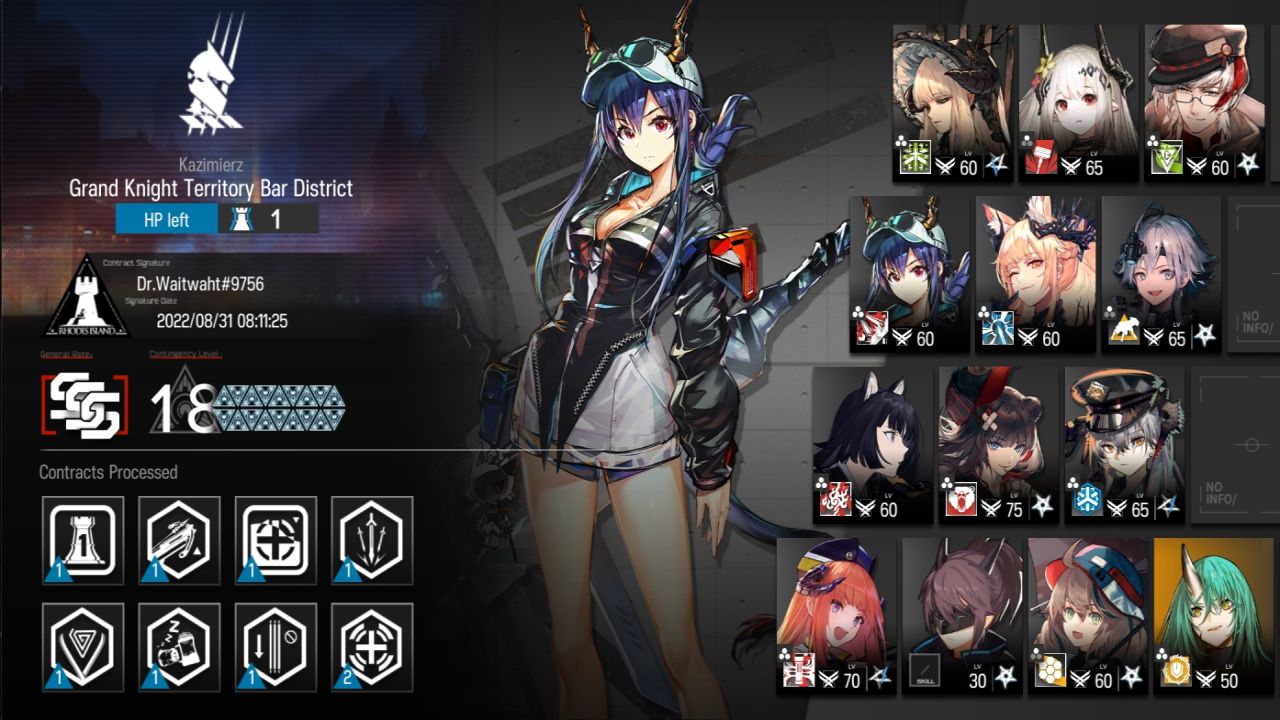 Kazimierz
Grand Knight Territory Bar District
HP left 1
Contract Signature
Dr.Waitwaht#9756
Signature Date
2022/08/31 08:11:25
RHODES ISLAND
General Rate:
Contingency Level :
18
Contracts Processed
1
1
1
1
1
1
Z
Z
1
1
2
LV
60
LV
65
LV
60
LV
60
LV
60
LV
65
NO
INFO/
LV
60
LV
75
LV
65
NO
INFO/
LV
70
SKILL
LV
30
LV
60
LV
50